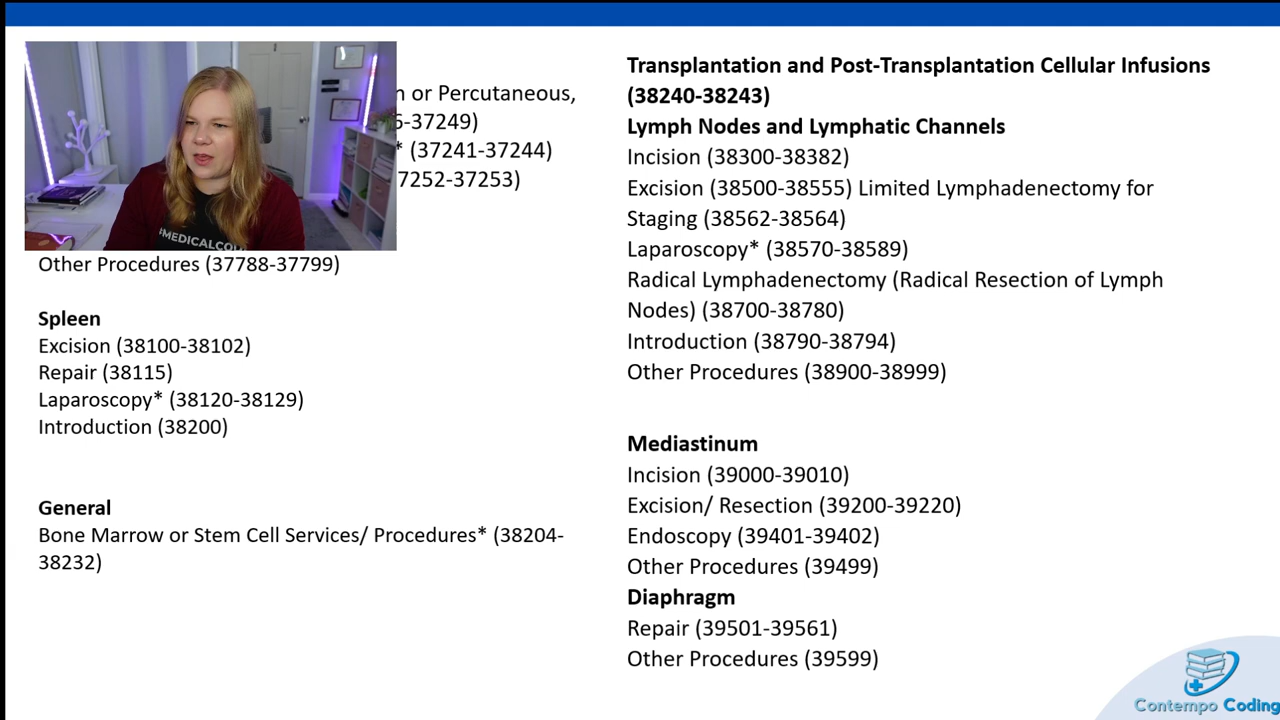 n or Percutaneous,
6-37249)
* (37241-37244)
7252-37253)
#MEDICALCOD
Other Procedures (37788-37799)
Spleen
Excision (38100-38102)
Repair (38115)
Laparoscopy* (38120-38129)
Introduction (38200)
General
Bone Marrow or Stem Cell Services/ Procedures* (38204-
38232)
Transplantation and Post-Transplantation Cellular Infusions
(38240-38243)
Lymph Nodes and Lymphatic Channels
Incision (38300-38382)
Excision (38500-38555) Limited Lymphadenectomy for
Staging (38562-38564)
Laparoscopy* (38570-38589)
Radical Lymphadenectomy (Radical Resection of Lymph
Nodes) (38700-38780)
Introduction (38790-38794)
Other Procedures (38900-38999)
Mediastinum
Incision (39000-39010)
Excision/ Resection (39200-39220)
Endoscopy (39401-39402)
Other Procedures (39499)
Diaphragm
Repair (39501-39561)
Other Procedures (39599)
Contempo Coding